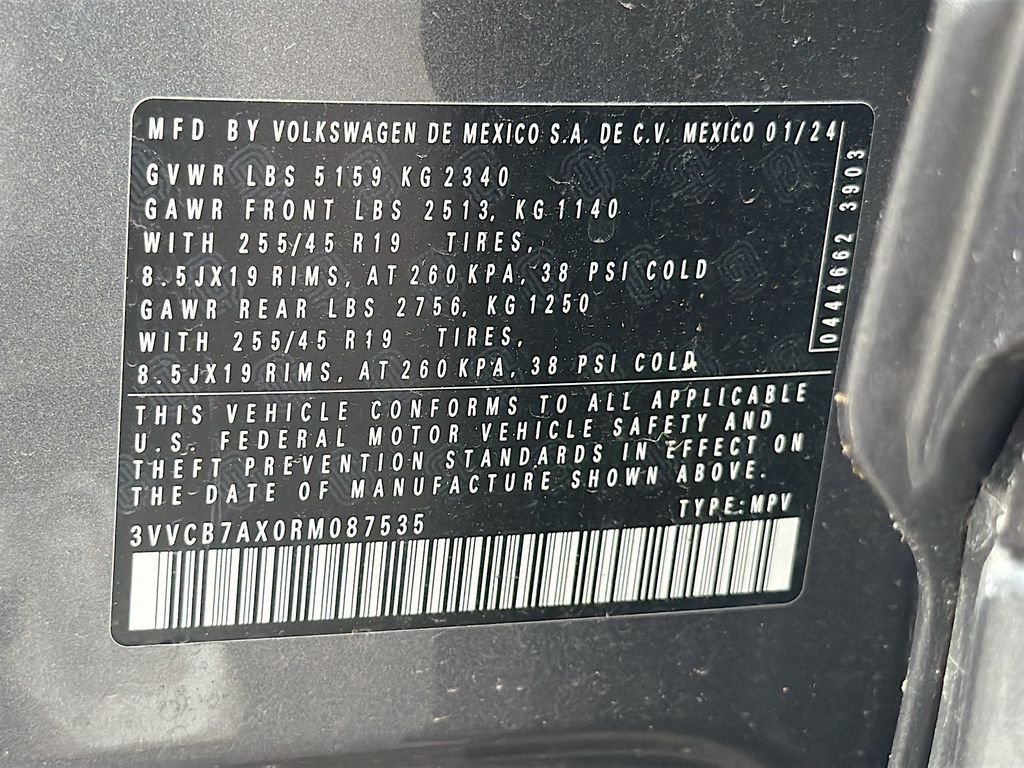 MFD BY VOLKSWAGEN DE MEXICO S.A. DE C.V. MEXICO 01/24
GVWR LBS 5159 KG 2340
GAWR FRONT LBS 2513, KG 1140
WITH 255/45 R19 TIRES,
8.5JX19 RIMS, AT 260 KPA, 38 PSI COLD
GAWR REAR LBS 2756, KG 1250
WITH 255/45 R19 TIRES,
8.5JX19 RIMS, AT 260 KPA, 38 PSI COLD
0444662 3903
THIS VEHICLE CONFORMS TO ALL APPLICABLE
U.S. FEDERAL MOTOR VEHICLE SAFETY AND
THEFT PREVENTION STANDARDS IN EFFECT ON
THE DATE OF MANUFACTURE SHOWN ABOVE.
TYPE: MPV
3VVCB7AX0RM087535